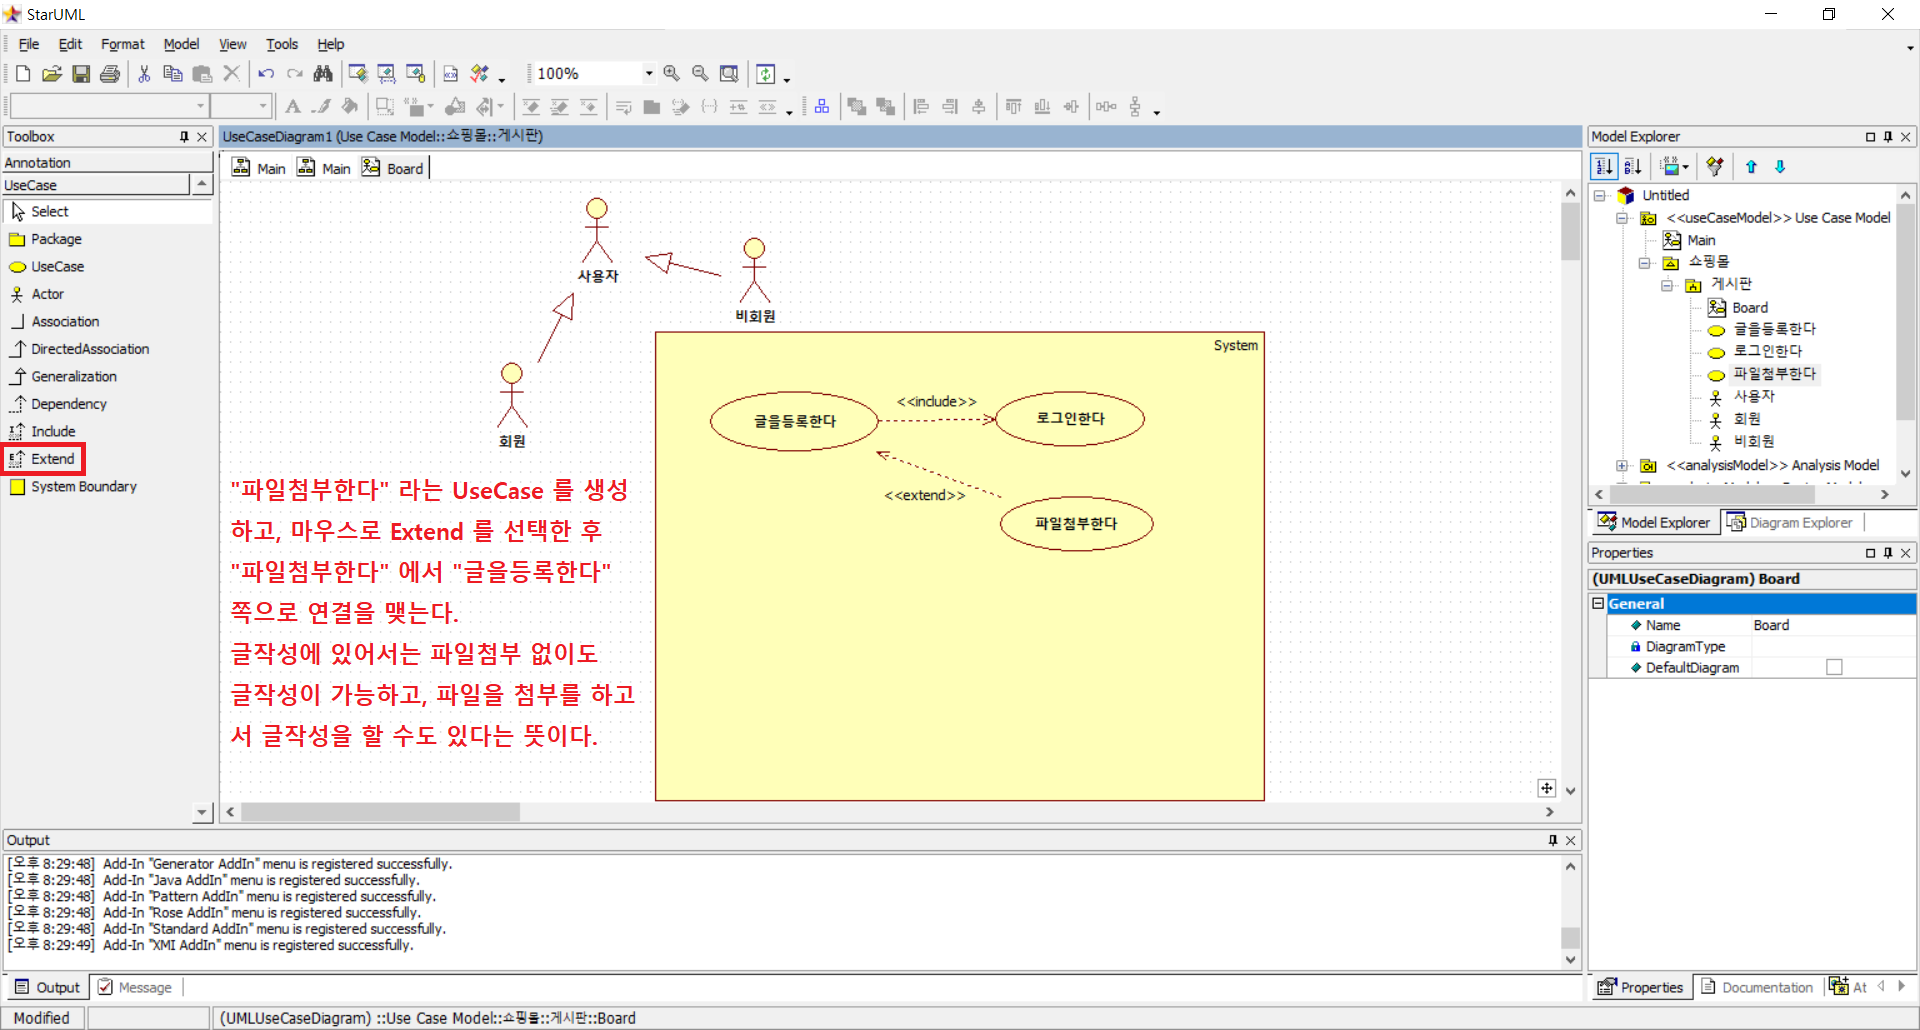 StarUML
File Edit Format Model View Tools Help
100%
Toolbox
Annotation
UseCase
Select
Package
UseCase
Actor
Association
DirectedAssociation
Generalization
Dependency
Include
Extend
System Boundary
UseCaseDiagram1 (Use Case Model::쇼핑몰::게시판)
Main Main Board
사용자
비회원
회원
System
글을등록한다
<<include>>
로그인한다
<<extend>>
파일첨부한다
"파일첨부한다" 라는 UseCase 를 생성
하고, 마우스로 Extend 를 선택한 후
"파일첨부한다" 에서 "글을등록한다"
쪽으로 연결을 맺는다.
글작성에 있어서는 파일첨부 없이도
글작성이 가능하고, 파일을 첨부를 하고
서 글작성을 할 수도 있다는 뜻이다.
Model Explorer
Untitled
<<useCaseModel>> Use Case Model
Main
쇼핑몰
게시판
Board
글을등록한다
로그인한다
파일첨부한다
사용자
회원
비회원
<<analysisModel>> Analysis Model
Model Explorer Diagram Explorer
Properties
(UMLUseCaseDiagram) Board
General
Name Board
DiagramType
DefaultDiagram
Properties Documentation At
Output
[오후 8:29:48] Add-In "Generator AddIn" menu is registered successfully.
[오후 8:29:48] Add-In "Java AddIn" menu is registered successfully.
[오후 8:29:48] Add-In "Pattern AddIn" menu is registered successfully.
[오후 8:29:48] Add-In "Rose AddIn" menu is registered successfully.
[오후 8:29:48] Add-In "Standard AddIn" menu is registered successfully.
[오후 8:29:49] Add-In "XMI AddIn" menu is registered successfully.
Output Message
Modified
(UMLUseCaseDiagram) ::Use Case Model::쇼핑몰::게시판::Board